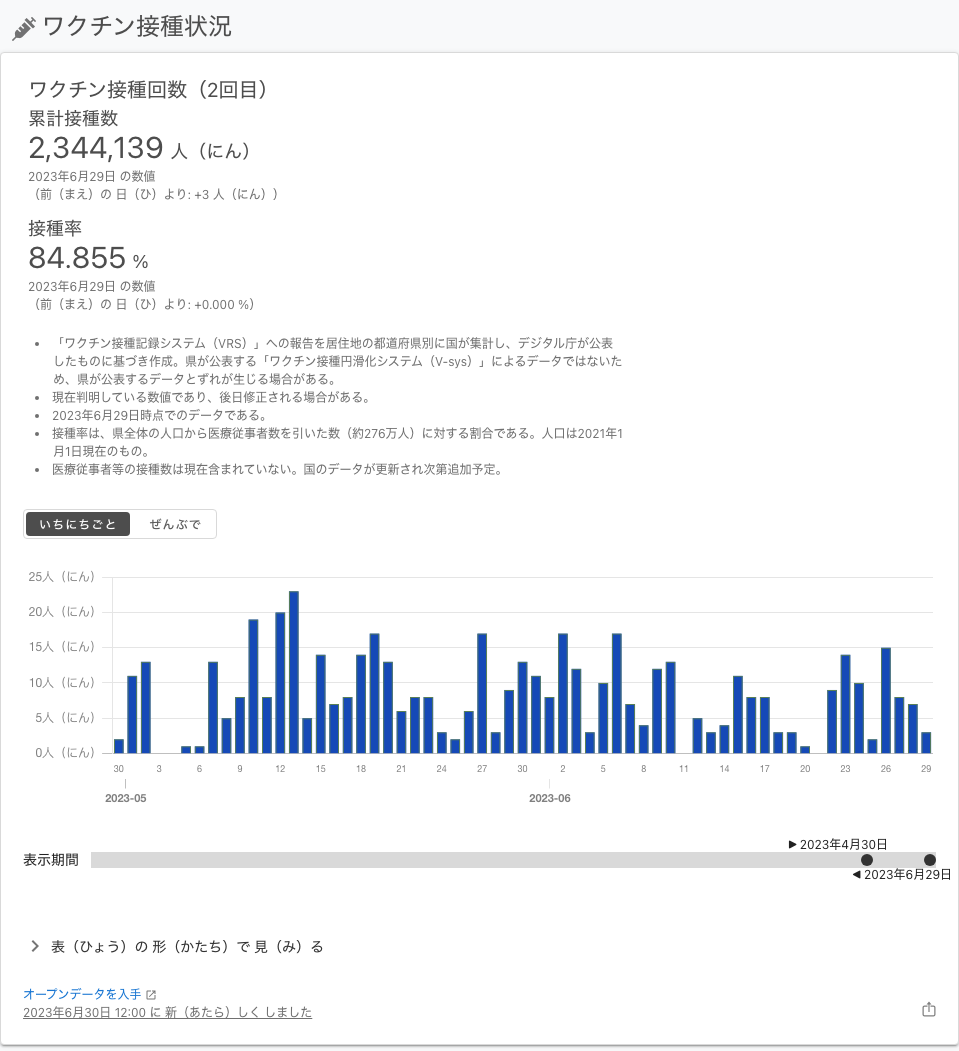 ワクチン接種状況
ワクチン接種回数（2回目）
累計接種数
2,344,139 人（にん）
2023年6月29日 の数値
（前（まえ）の 日（ひ）より: +3 人（にん））
接種率
84.855 %
2023年6月29日 の数値
（前（まえ）の 日（ひ）より: +0.000 %）
• 「ワクチン接種記録システム（VRS）」への報告を居住地の都道府県別に国が集計し、デジタル庁が公表
したものに基づき作成。県が公表する「ワクチン接種円滑化システム（V-sys）」によるデータではないた
め、県が公表するデータとずれが生じる場合がある。
• 現在判明している数値であり、後日修正される場合がある。
• 2023年6月29日時点でのデータである。
• 接種率は、県全体の人口から医療従事者数を引いた数（約276万人）に対する割合である。人口は2021年1
月1日現在のもの。
• 医療従事者等の接種数は現在含まれていない。国のデータが更新され次第追加予定。
いちにちごと ぜんぶで
25人（にん）
20人（にん）
15人（にん）
10人（にん）
5人（にん）
0人（にん）
30 3 6 9 12 15 18 21 24 27 30 2 5 8 11 14 17 20 23 26 29
2023-05 2023-06
▶ 2023年4月30日
表示期間
◀ 2023年6月29日
表（ひょう）の 形（かたち）で 見（み）る
オープンデータを入手
2023年6月30日 12:00 に 新（あたら）しく しました